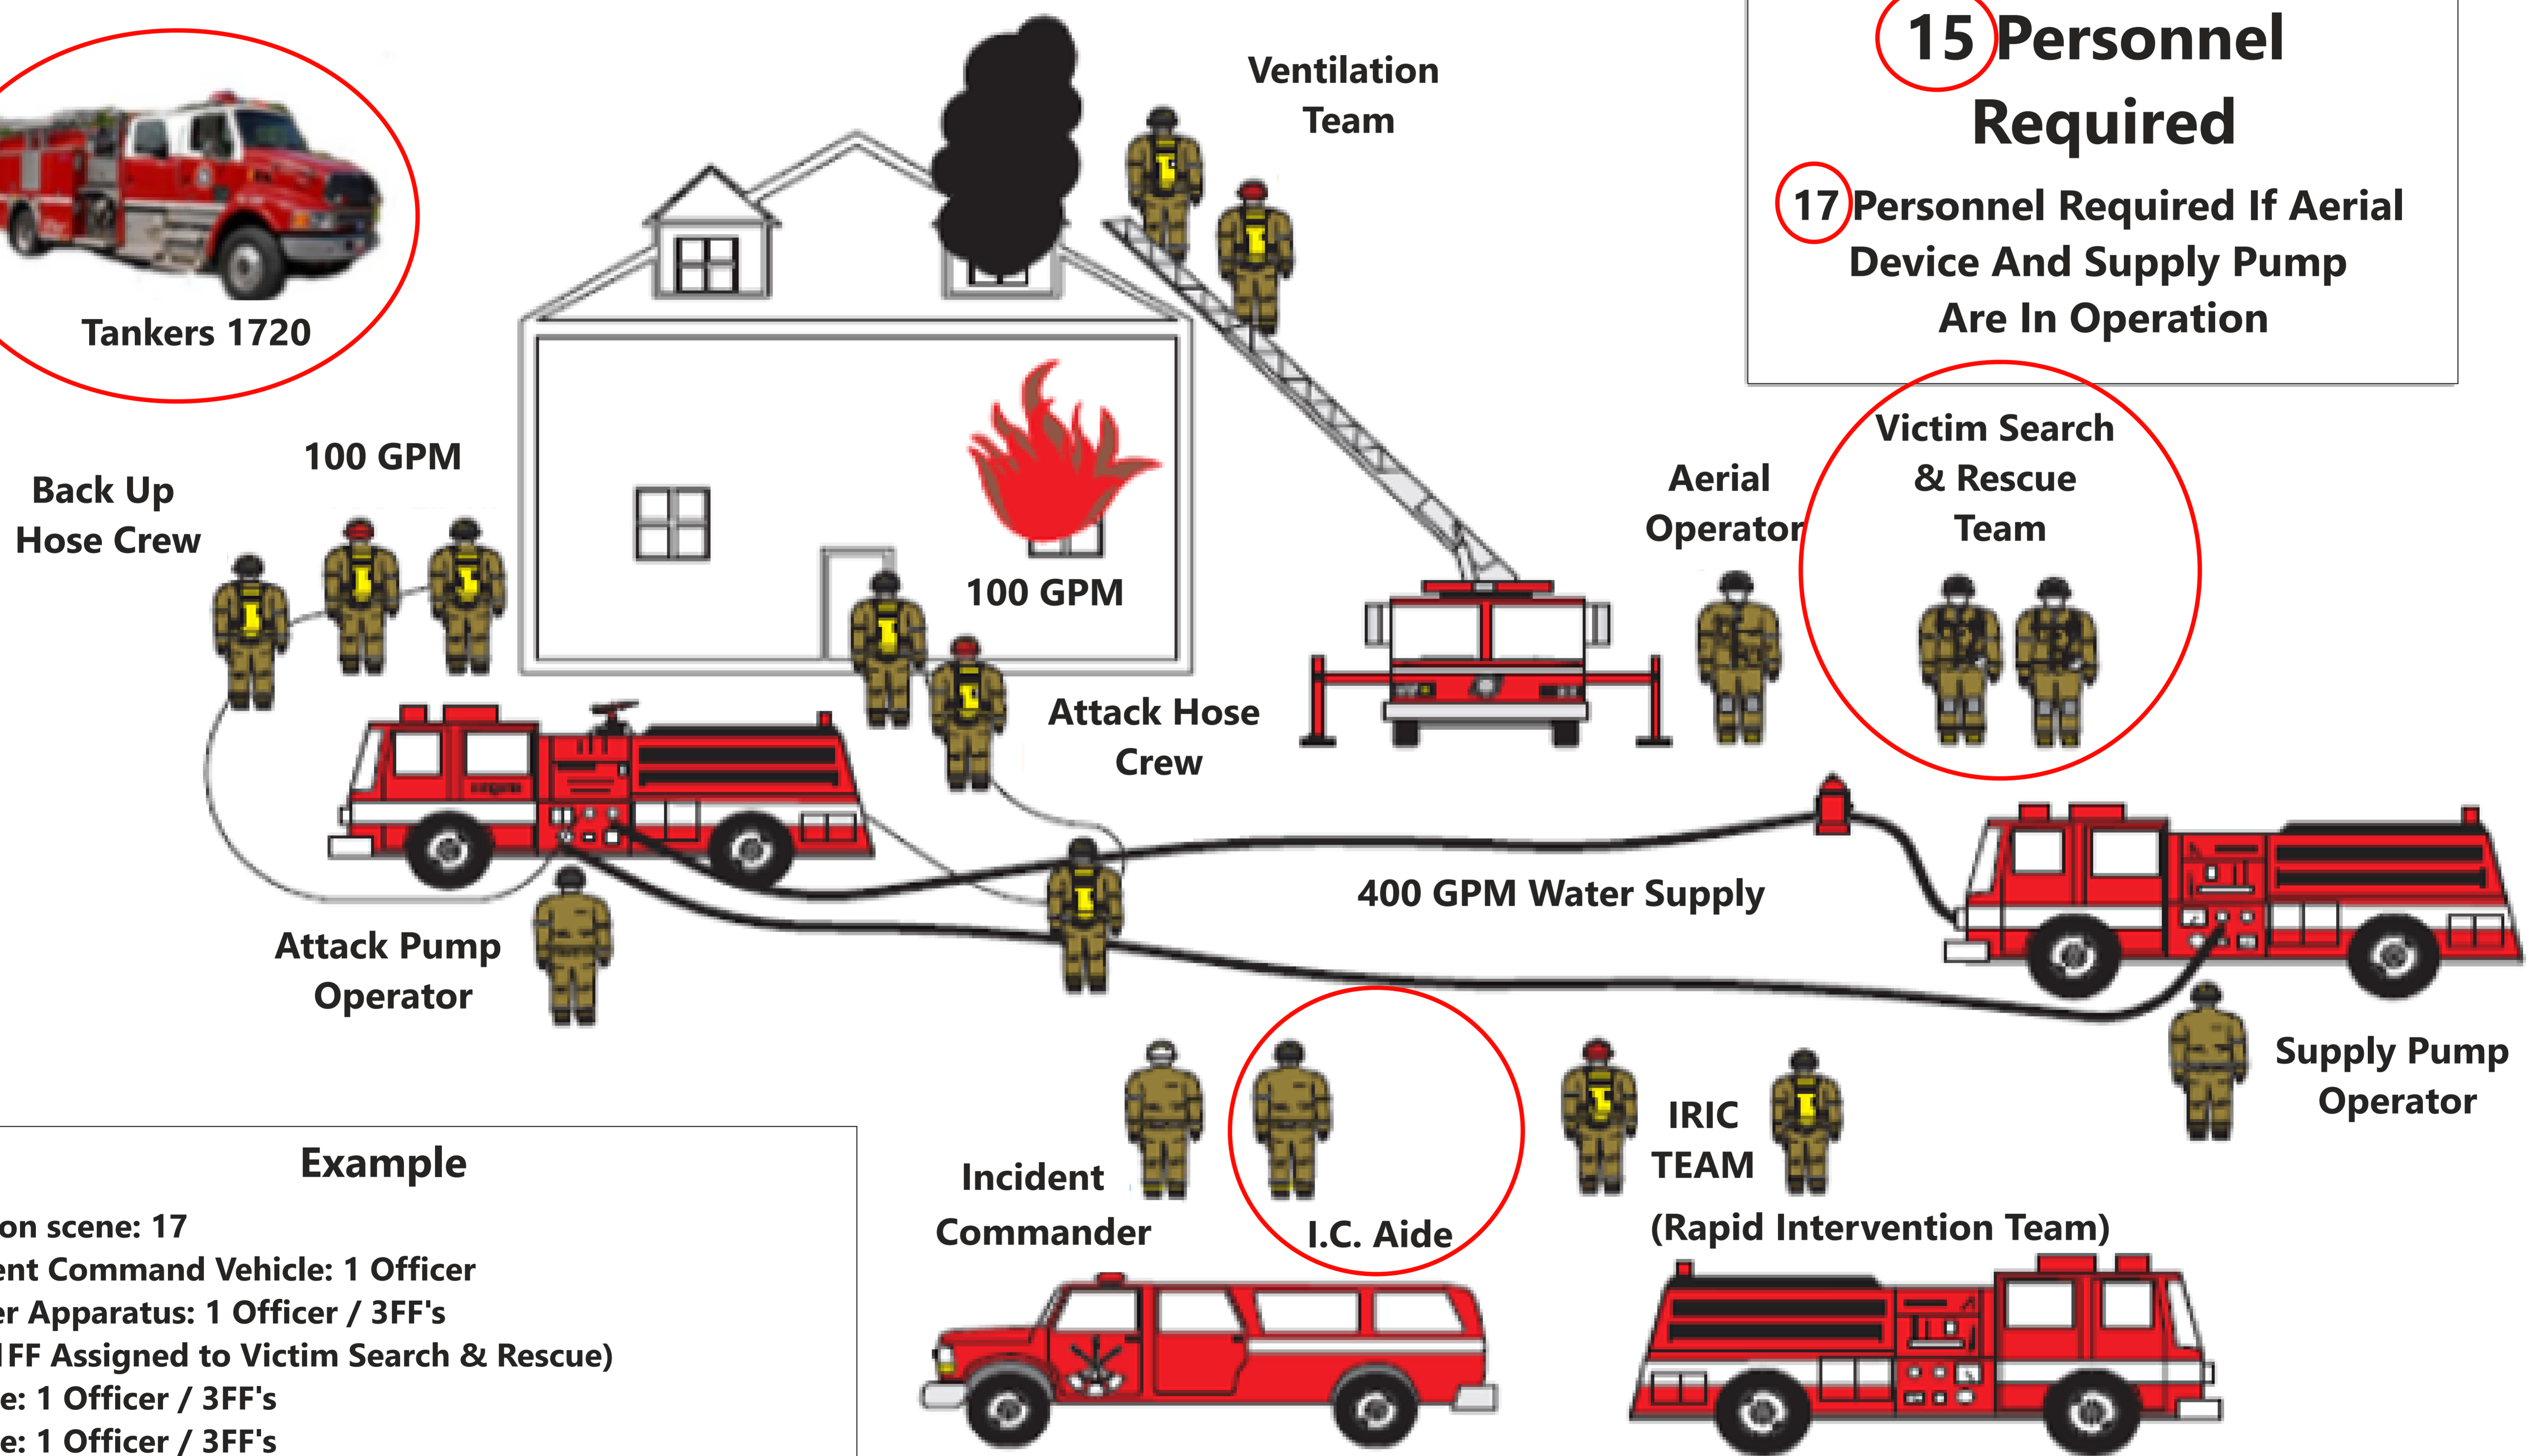 15 Personnel
Required
17 Personnel Required If Aerial
Device And Supply Pump
Are In Operation
Ventilation
Team
Tankers 1720
100 GPM
Back Up
Hose Crew
100 GPM
Attack Hose
Crew
Aerial
Operator
Victim Search
& Rescue
Team
400 GPM Water Supply
Attack Pump
Operator
Supply Pump
Operator
Incident
Commander
I.C. Aide
IRIC
TEAM
(Rapid Intervention Team)
Example
on scene: 17
ent Command Vehicle: 1 Officer
er Apparatus: 1 Officer / 3FF's
1FF Assigned to Victim Search & Rescue)
e: 1 Officer / 3FF's
e: 1 Officer / 3FF's